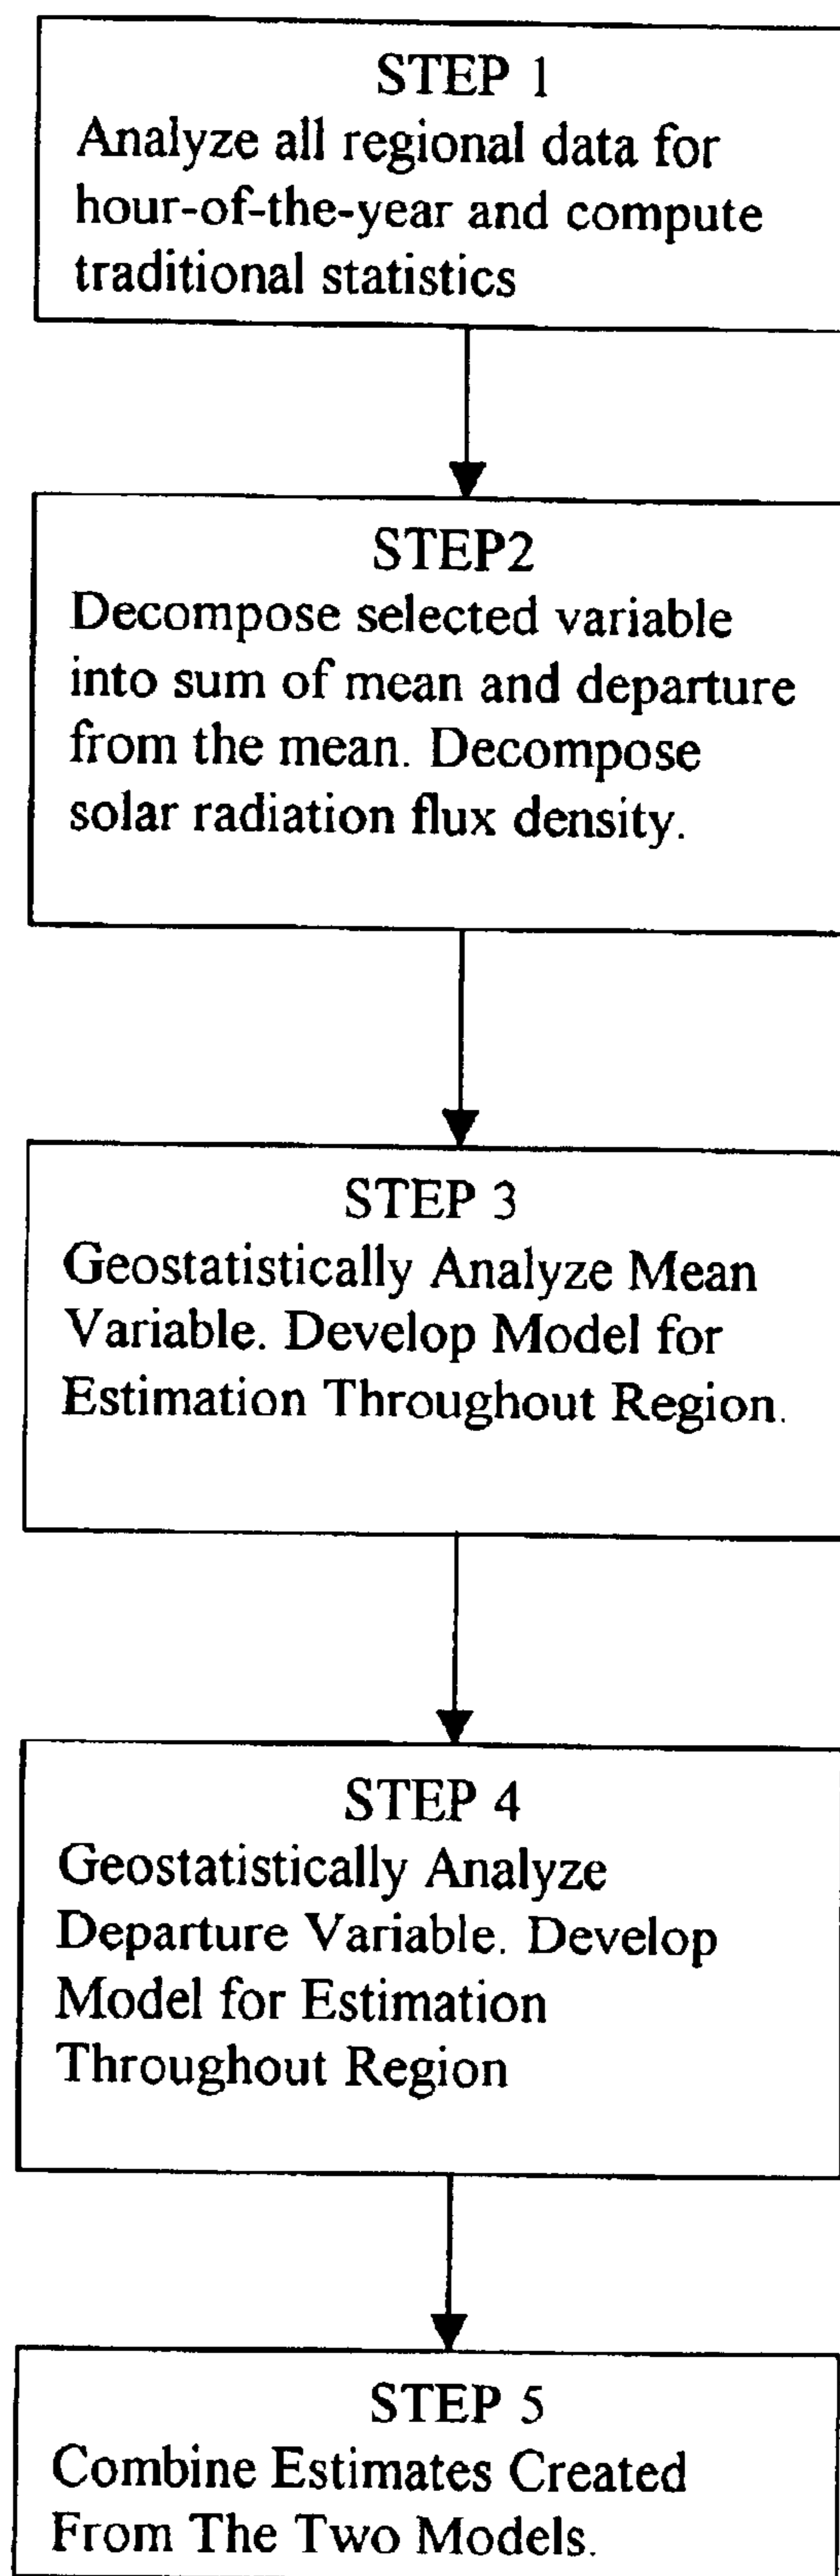 STEP 1
Analyze all regional data for
hour-of-the-year and compute
traditional statistics
STEP2
Decompose selected variable
into sum of mean and departure
from the mean. Decompose
solar radiation flux density.
STEP 3
Geostatistically Analyze Mean
Variable. Develop Model for
Estimation Throughout Region.
STEP 4
Geostatistically Analyze
Departure Variable. Develop
Model for Estimation
Throughout Region
STEP 5
Combine Estimates Created
From The Two Models.